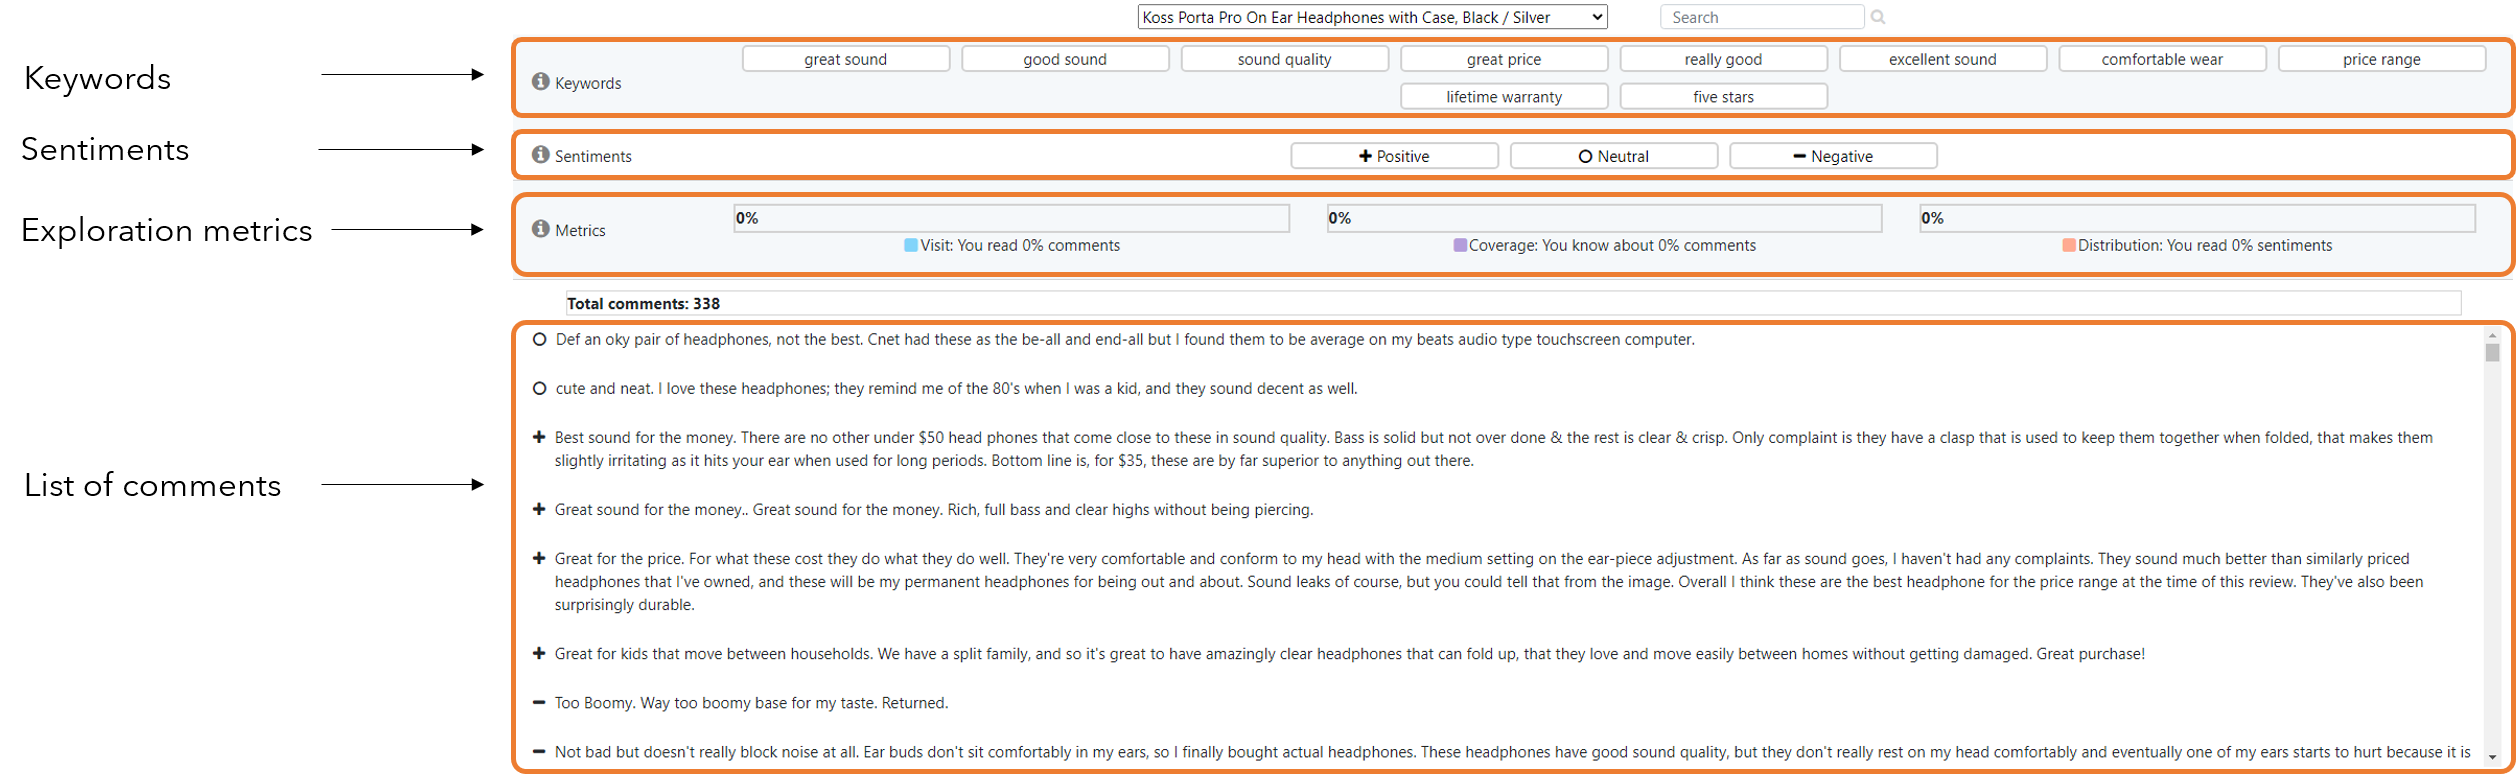 Koss Porta Pro On Ear Headphones with Case, Black / Silver
Search
Keywords
Keywords
great sound
good sound
sound quality
great price
really good
excellent sound
comfortable wear
price range
lifetime warranty
five stars
Sentiments
Sentiments
Positive
Neutral
Negative
Exploration metrics
Metrics
0%
0%
0%
Visit: You read 0% comments
Coverage: You know about 0% comments
Distribution: You read 0% sentiments
Total comments: 338
List of comments
Def an oky pair of headphones, not the best. Cnet had these as the be-all and end-all but I found them to be average on my beats audio type touchscreen computer.
cute and neat. I love these headphones; they remind me of the 80's when I was a kid, and they sound decent as well.
Best sound for the money. There are no other under $50 head phones that come close to these in sound quality. Bass is solid but not over done & the rest is clear & crisp. Only complaint is they have a clasp that is used to keep them together when folded, that makes them
slightly irritating as it hits your ear when used for long periods. Bottom line is, for $35, these are by far superior to anything out there.
Great sound for the money.. Great sound for the money. Rich, full bass and clear highs without being piercing.
Great for the price. For what these cost they do what they do well. They're very comfortable and conform to my head with the medium setting on the ear-piece adjustment. As far as sound goes, I haven't had any complaints. They sound much better than similarly priced
headphones that I've owned, and these will be my permanent headphones for being out and about. Sound leaks of course, but you could tell that from the image. Overall I think these are the best headphone for the price range at the time of this review. They've also been
surprisingly durable.
Great for kids that move between households. We have a split family, and so it's great to have amazingly clear headphones that can fold up, that they love and move easily between homes without getting damaged. Great purchase!
Too Boomy. Way too boomy base for my taste. Returned.
Not bad but doesn't really block noise at all. Ear buds don't sit comfortably in my ears, so I finally bought actual headphones. These headphones have good sound quality, but they don't really rest on my head comfortably and eventually one of my ears starts to hurt because it is